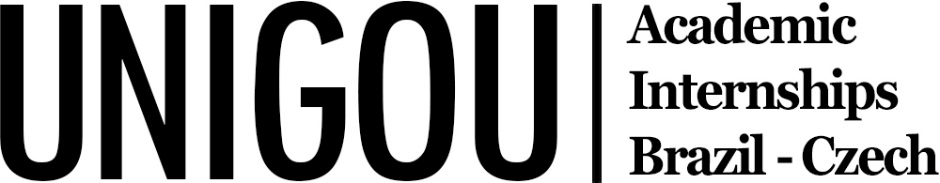 UNIGOU
Academic
Internships
Brazil - Czech